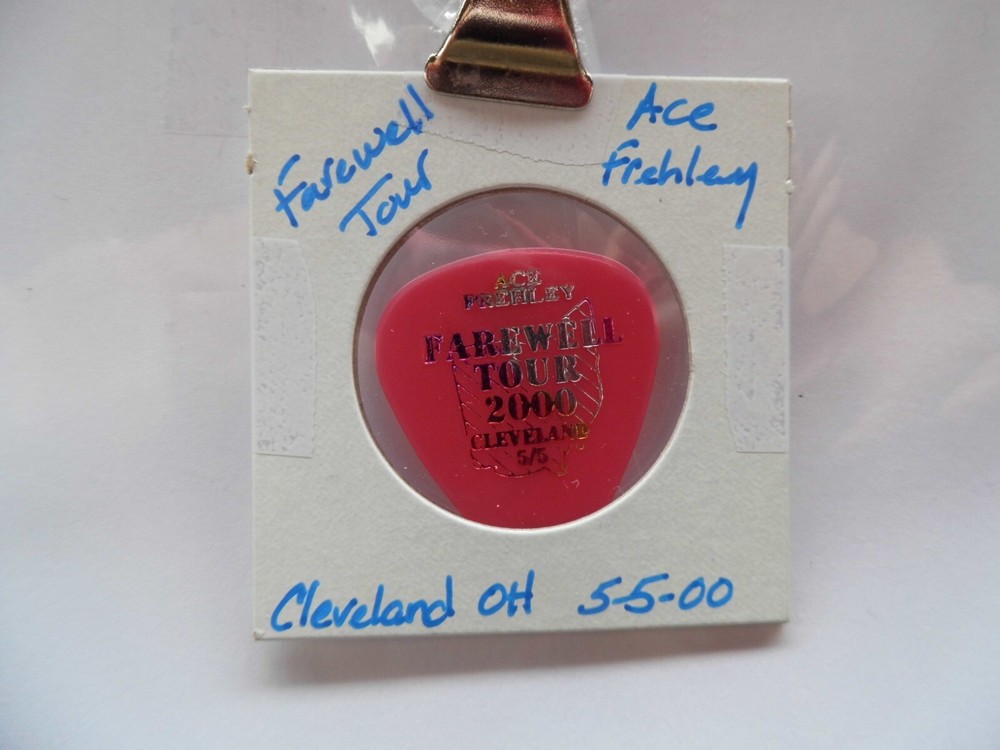 Farewell
Tour
Ace
Frehley
ACE
FREHLEY
FAREWELL
TOUR
2000
CLEVELAND
5/5
Cleveland OH 5-5-00